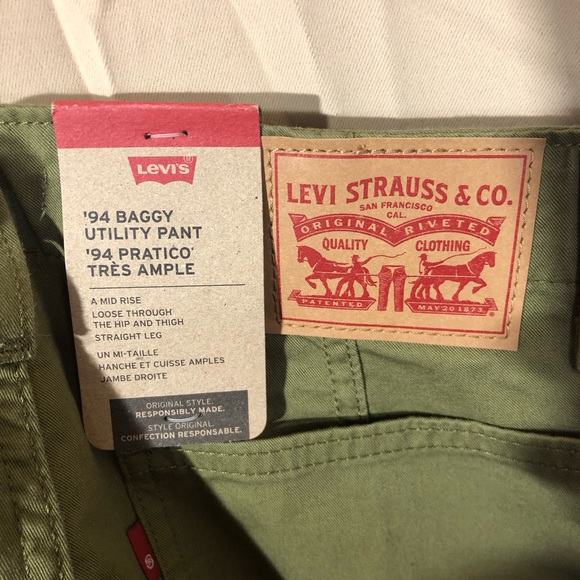 LEVI'S®
'94 BAGGY
UTILITY PANT
'94 PRATICO
TRÈS AMPLE
A MID RISE
LOOSE THROUGH
THE HIP AND THIGH
STRAIGHT LEG
UN MI-TAILLE
HANCHE ET CUISSE AMPLES
JAMBE DROITE
ORIGINAL STYLE.
RESPONSIBLY MADE.
STYLE ORIGINAL.
CONFECTION RESPONSABLE.
LEVI STRAUSS & CO.
SAN FRANCISCO
CAL.
ORIGINAL RIVETED
QUALITY CLOTHING
PATENTED MAY 20 1873
®
®